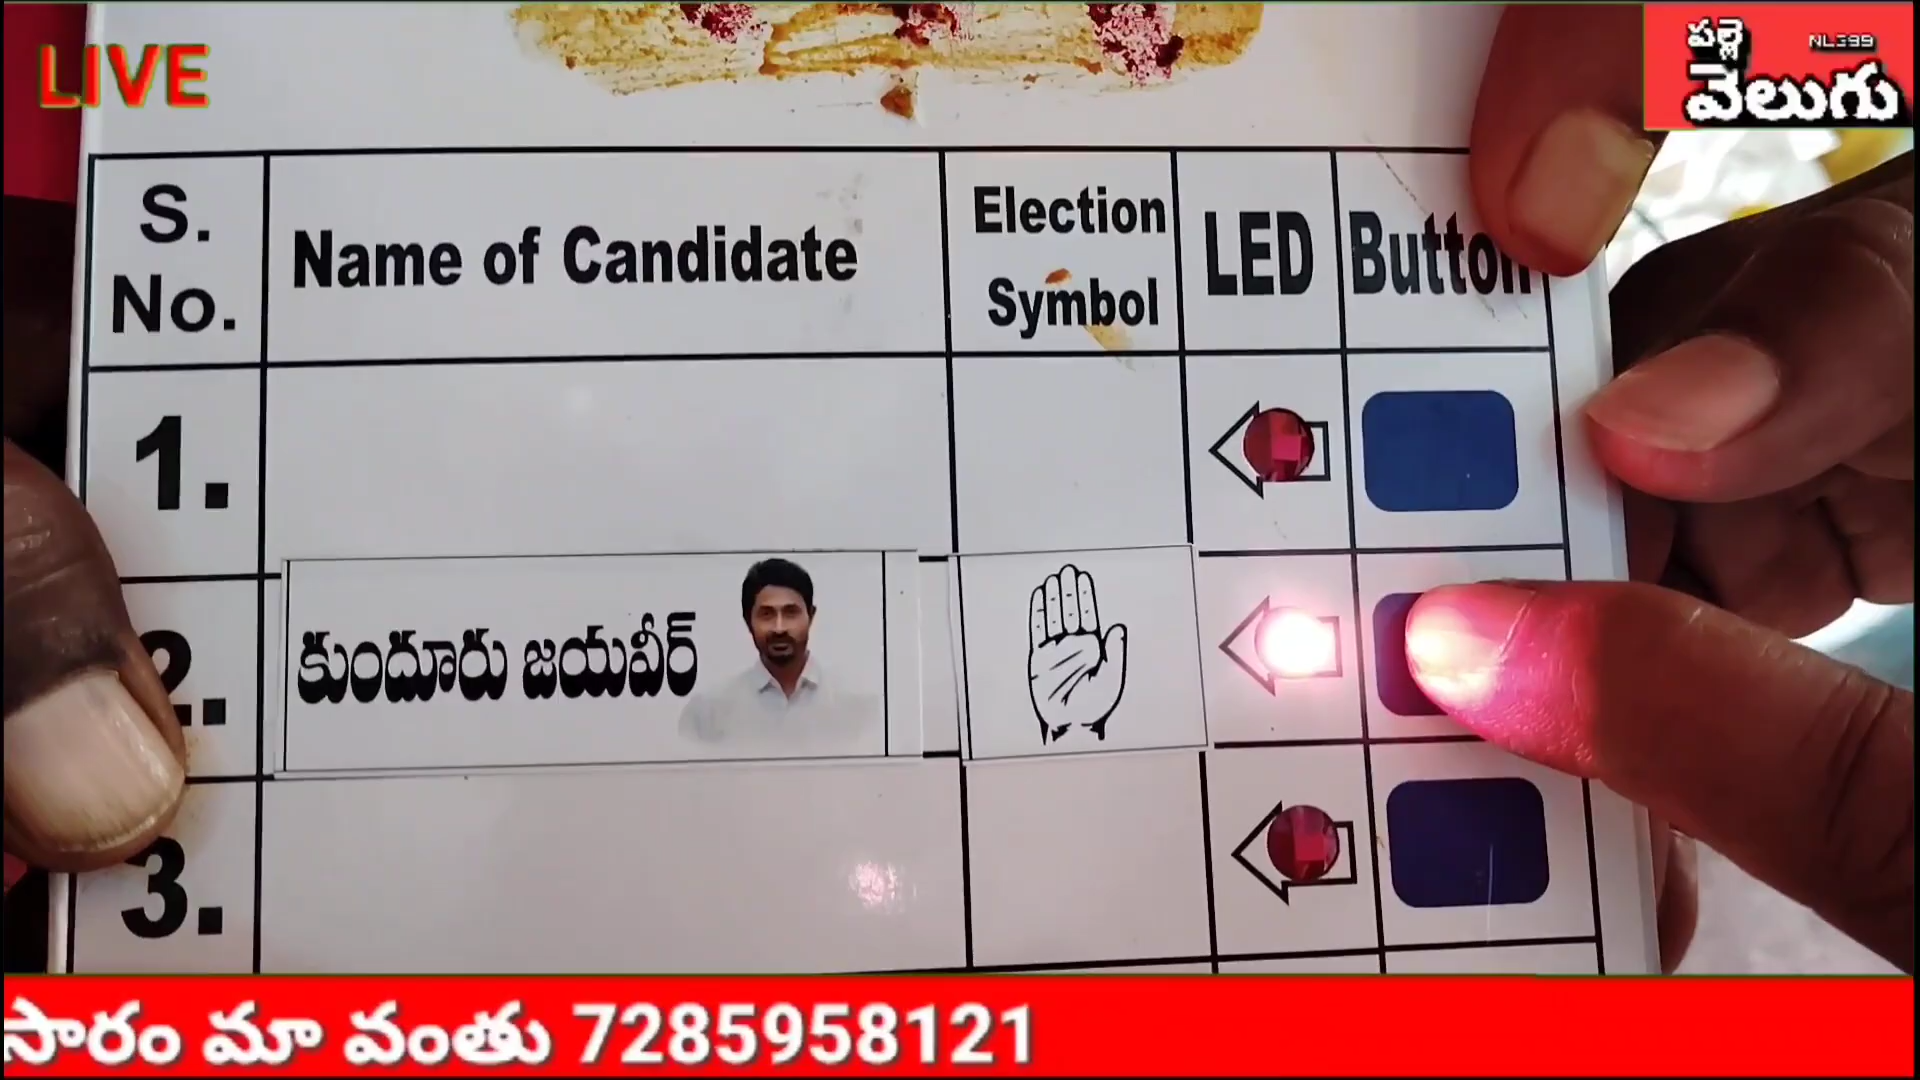 LIVE
పల్లె
NL399
వెలుగు
S.
No.
Name of Candidate
Election
Symbol
LED
Button
1.
2.
కుందూరు జయవీర్
3.
సారం మా వంతు 7285958121